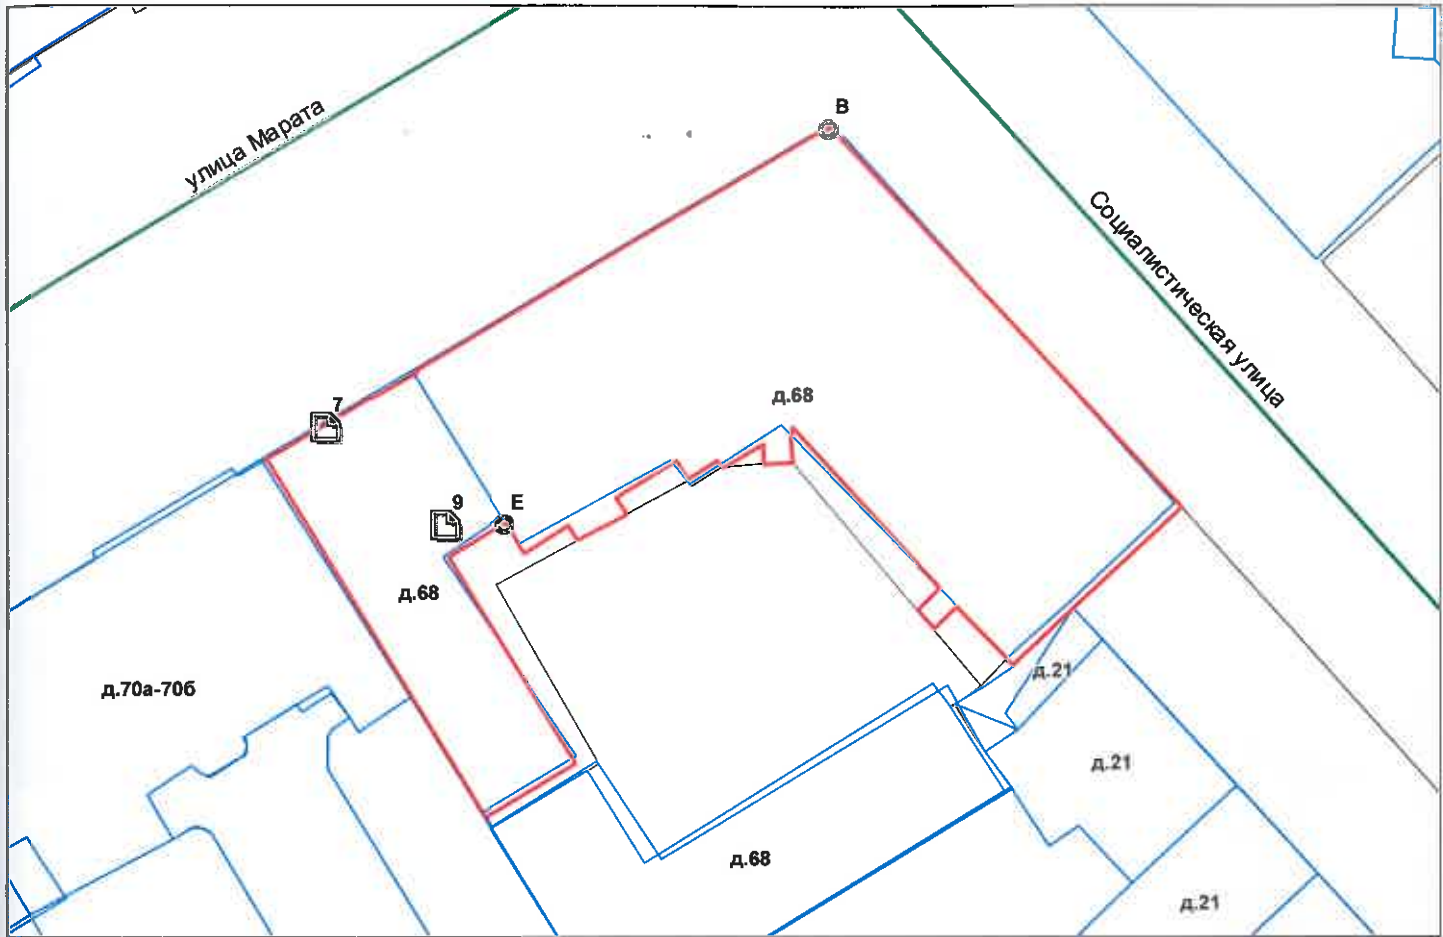 В
улица Марата
Социалистическая улица
д.68
7
9
Е
д.68
д.21
д.70а-70б
д.21
д.68
д.21